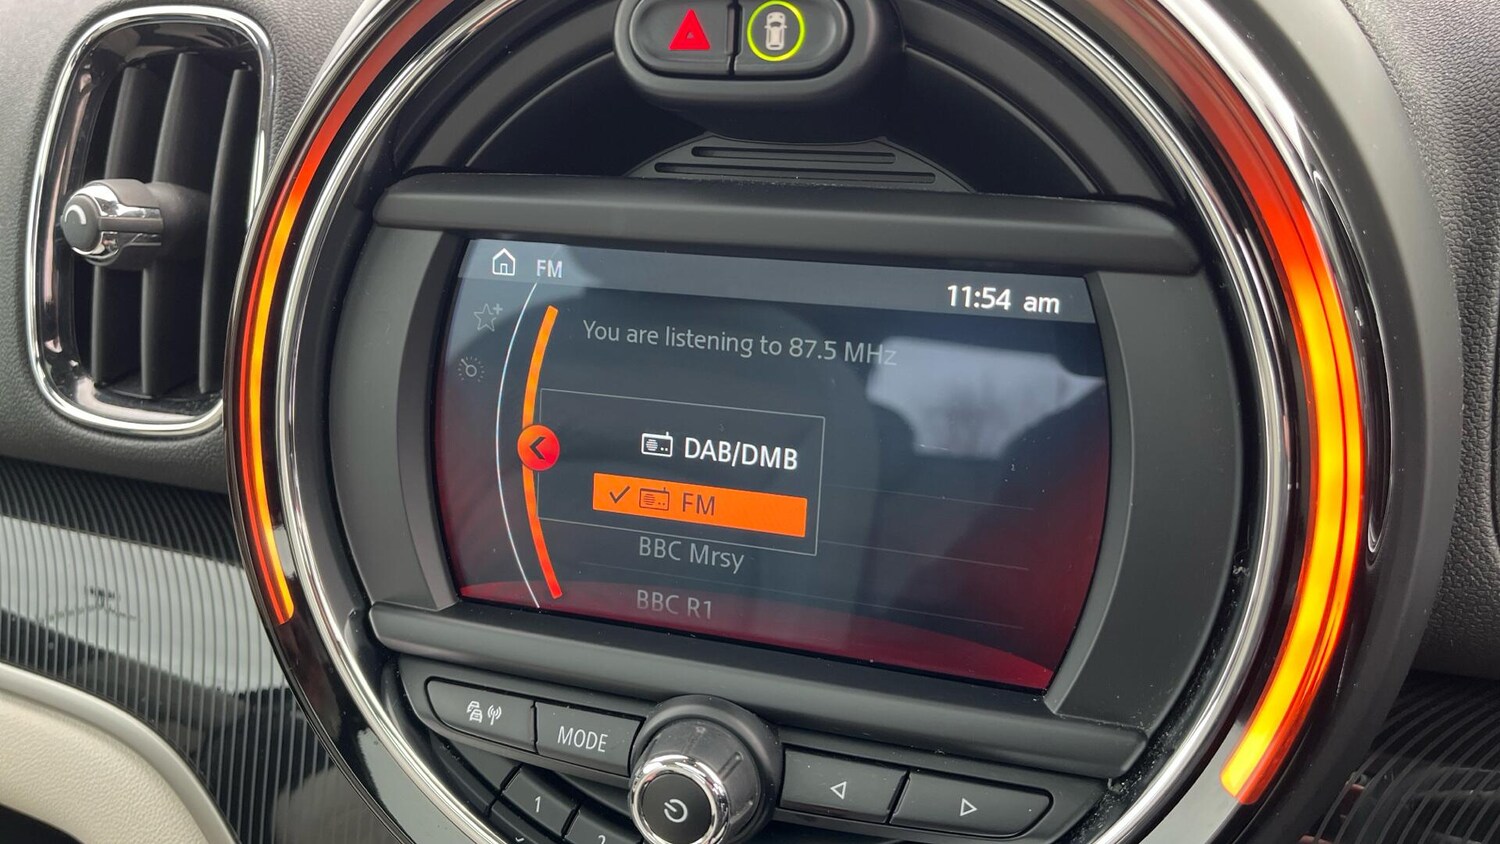 FM
11:54 am
You are listening to 87.5 MHz
DAB/DMB
FM
BBC Mrsy
BBC R1
MODE
1
2